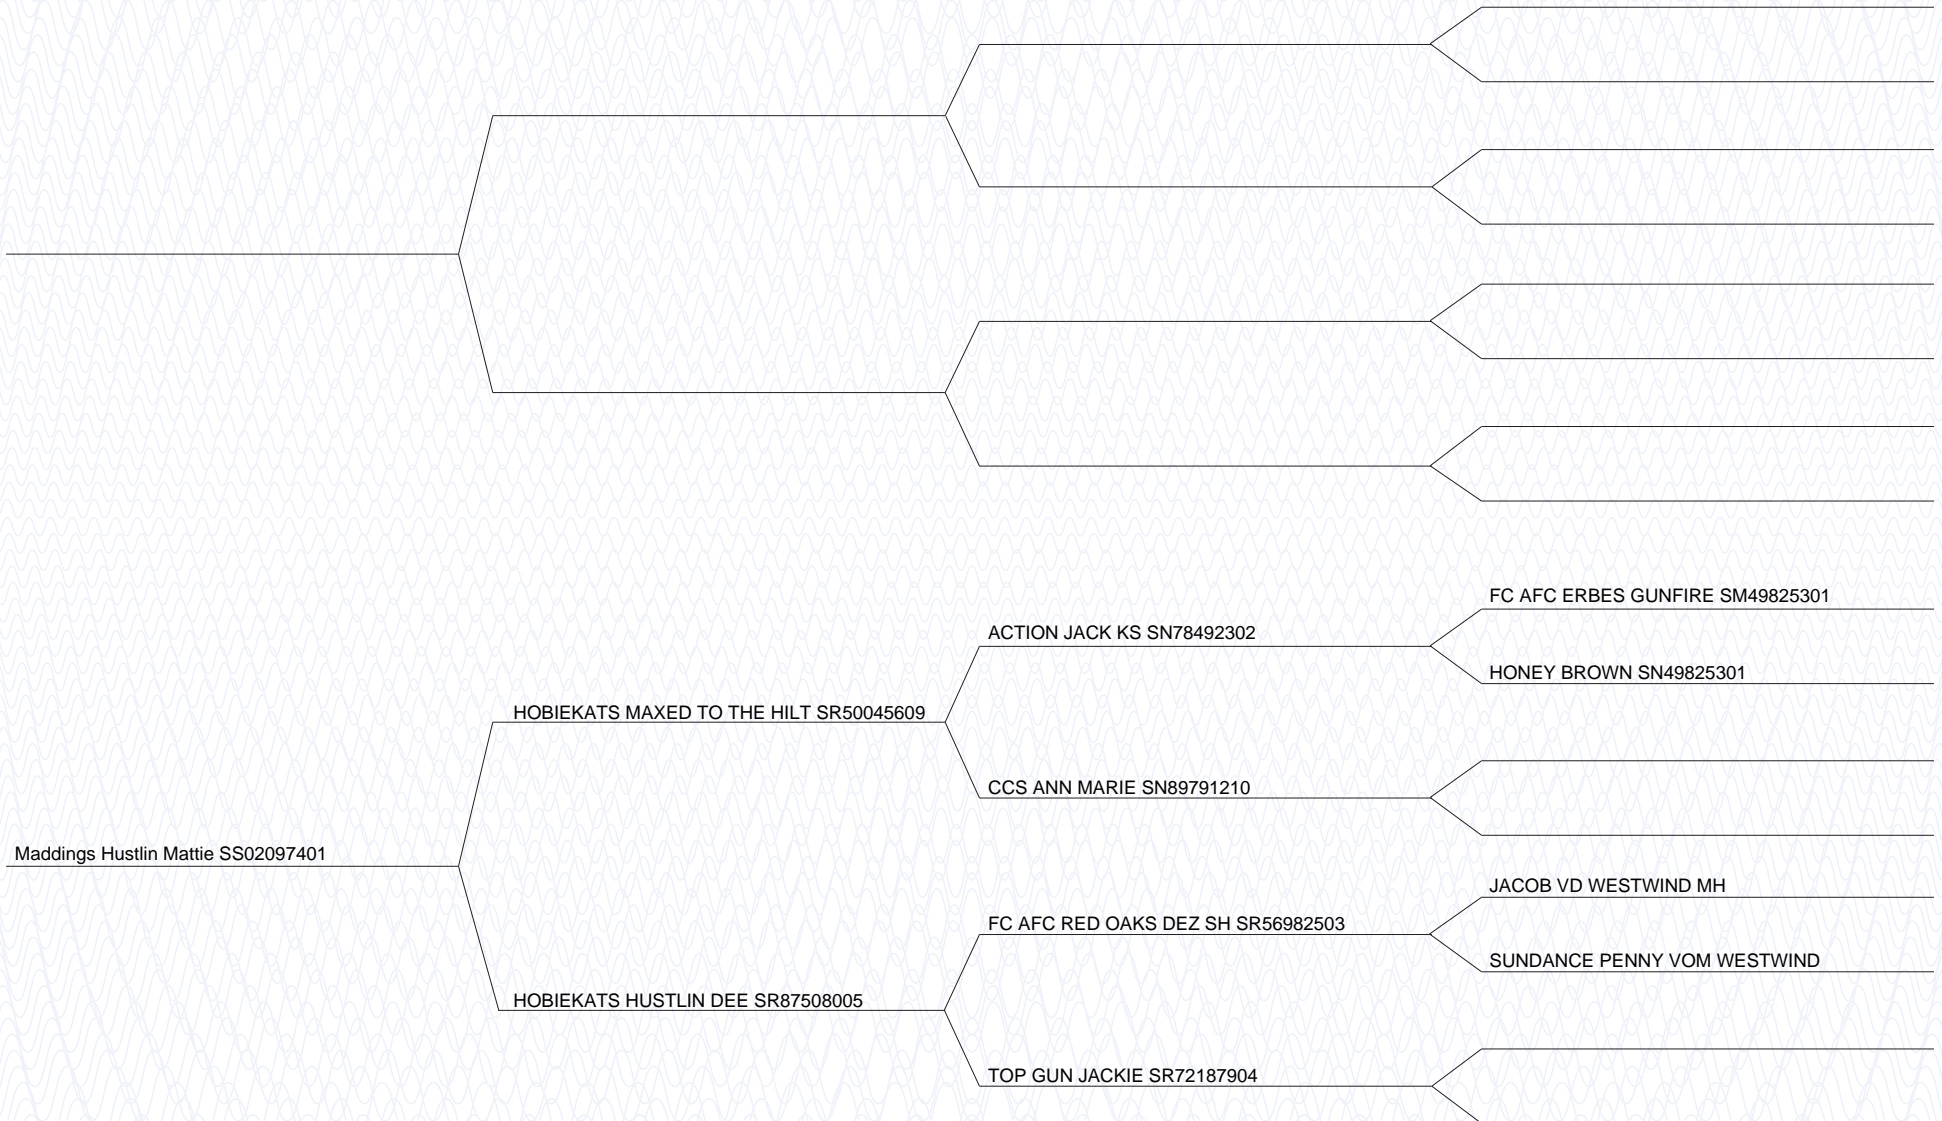 FC AFC ERBES GUNFIRE SM49825301
ACTION JACK KS SN78492302
HONEY BROWN SN49825301
HOBIEKATS MAXED TO THE HILT SR50045609
CCS ANN MARIE SN89791210
Maddings Hustlin Mattie SS02097401
JACOB VD WESTWIND MH
FC AFC RED OAKS DEZ SH SR56982503
SUNDANCE PENNY VOM WESTWIND
HOBIEKATS HUSTLIN DEE SR87508005
TOP GUN JACKIE SR72187904